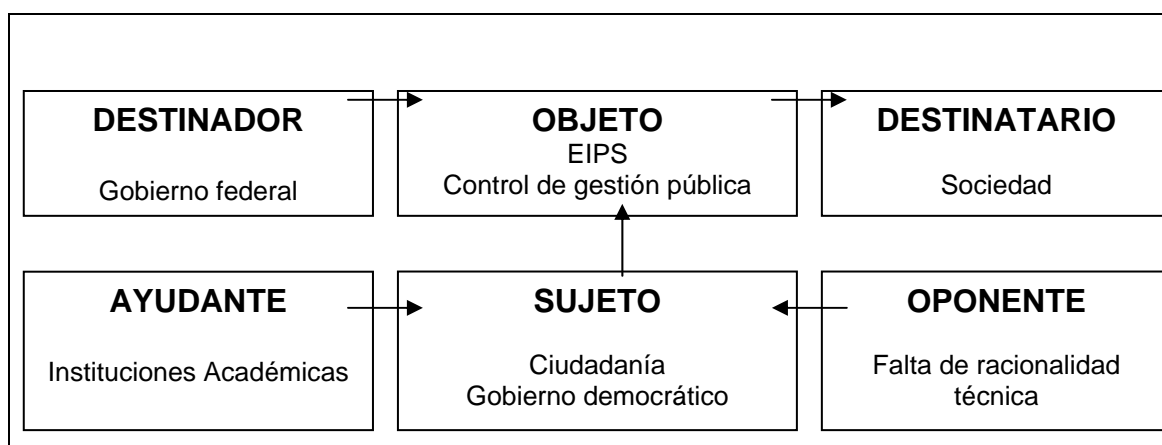 DESTINADOR
Gobierno federal
OBJETO
EIPS
Control de gestión pública
DESTINATARIO
Sociedad
AYUDANTE
Instituciones Académicas
SUJETO
Ciudadanía
Gobierno democrático
OPONENTE
Falta de racionalidad
técnica